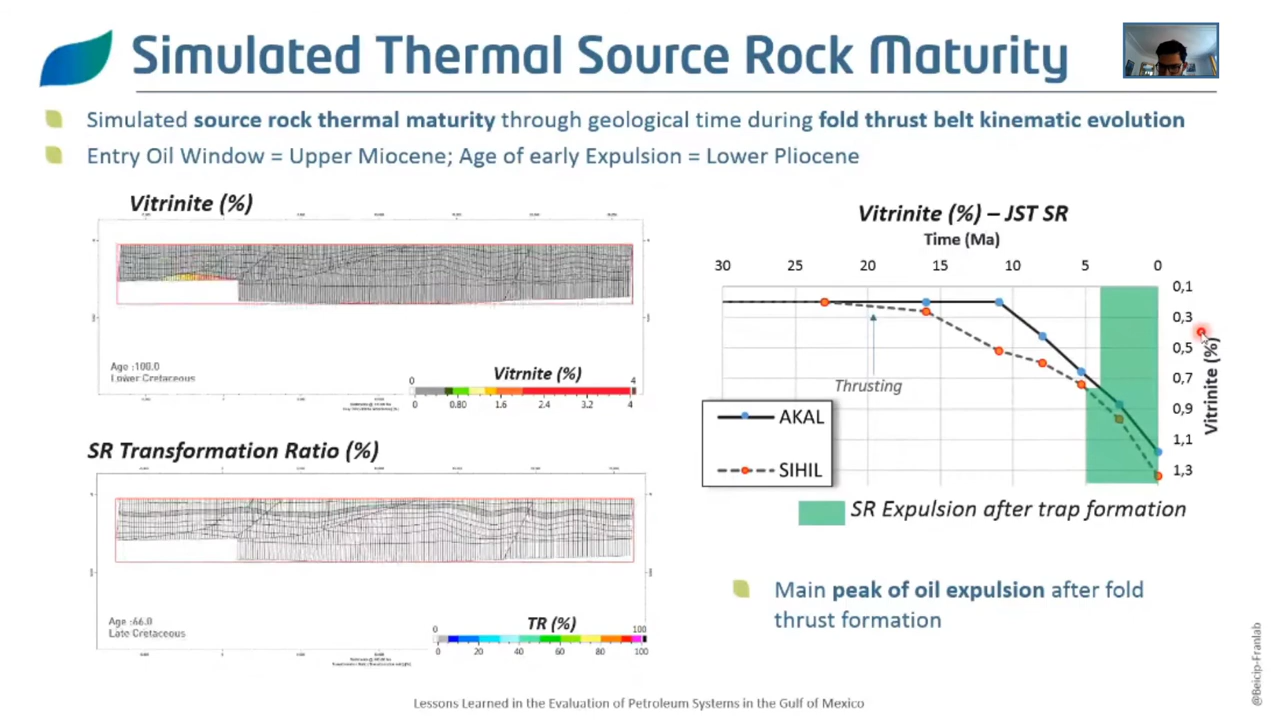 Simulated Thermal Source Rock Maturity
Simulated source rock thermal maturity through geological time during fold thrust belt kinematic evolution
Entry Oil Window = Upper Miocene; Age of early Expulsion = Lower Pliocene
Vitrinite (%)
Age :100.0
Lower Cretaceous
Vitrnite (%)
0 4
0 0.80 1.6 2.4 3.2 4
SR Transformation Ratio (%)
Age :66.0
Late Cretaceous
TR (%)
0 100
0 20 40 60 80 100
Vitrinite (%) – JST SR
Time (Ma)
30 25 20 15 10 5 0
0,1
0,3
0,5
0,7
0,9
1,1
1,3
Vitrinite (%)
Thrusting
AKAL
SIHIL
SR Expulsion after trap formation
Main peak of oil expulsion after fold
thrust formation
Lessons Learned in the Evaluation of Petroleum Systems in the Gulf of Mexico
@Beicip-Franlab